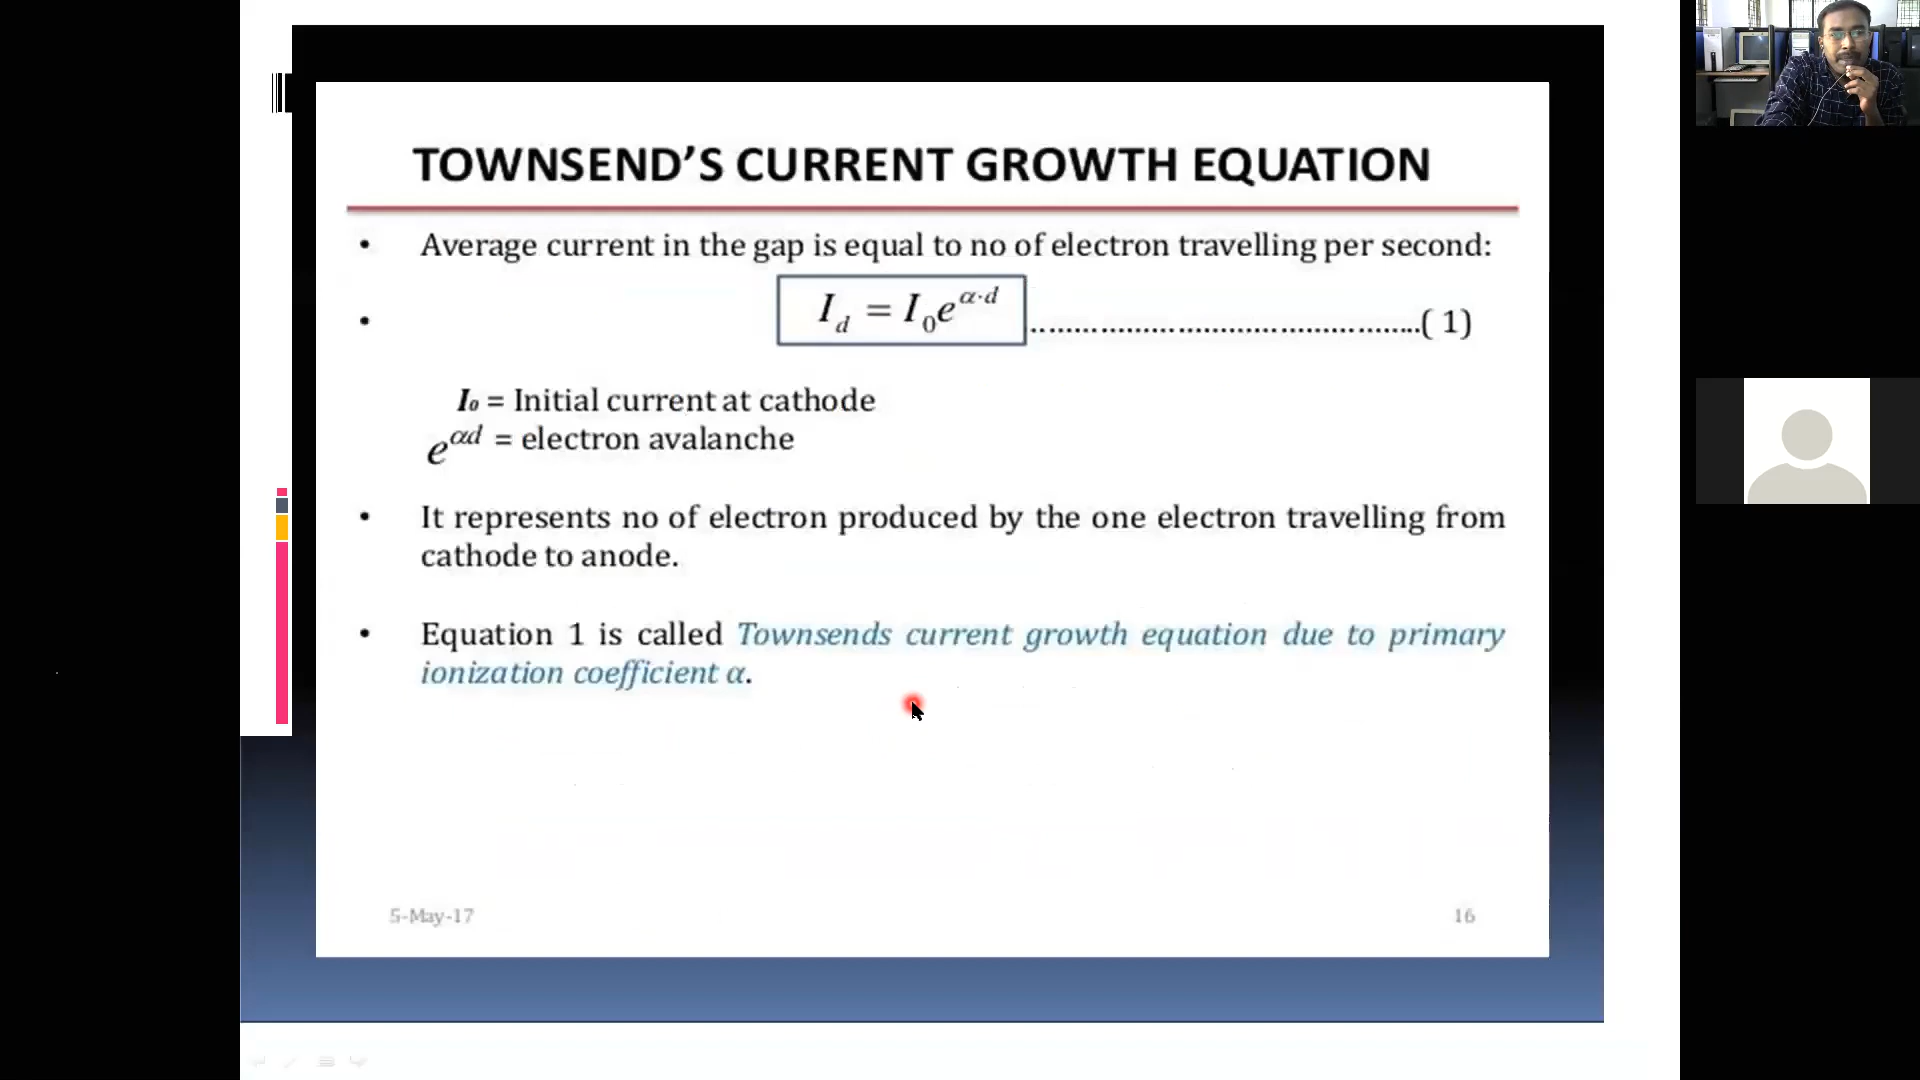 TOWNSEND’S CURRENT GROWTH EQUATION
• Average current in the gap is equal to no of electron travelling per second:
• I_d = I_0 e^{α·d} ......................................................( 1)
I₀ = Initial current at cathode
e^{αd} = electron avalanche
• It represents no of electron produced by the one electron travelling from
cathode to anode.
• Equation 1 is called Townsends current growth equation due to primary
ionization coefficient α.
5-May-17
16